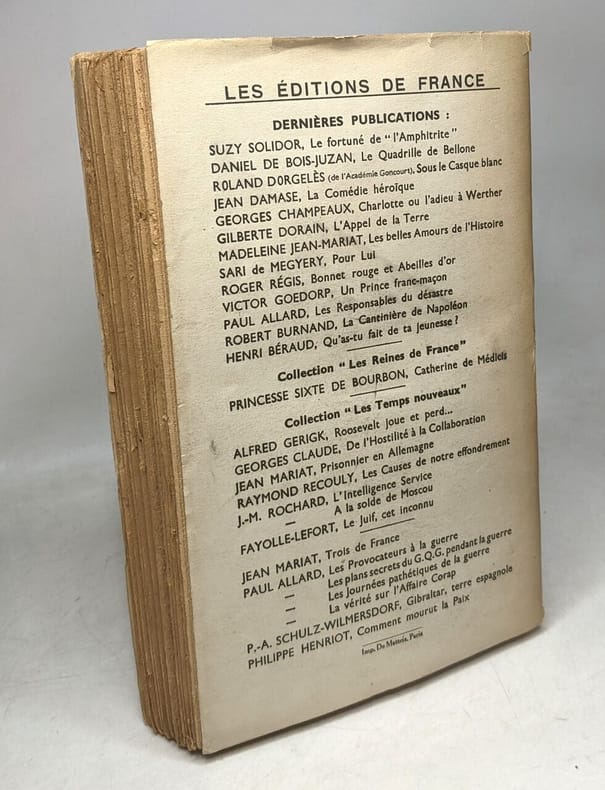 LES ÉDITIONS DE FRANCE
DERNIÈRES PUBLICATIONS :
SUZY SOLIDOR, Le fortuné de "l'Amphitrite"
DANIEL DE BOIS-JUZAN, Le Quadrille de Bellone
ROLAND DORGELÈS (de l'Académie Goncourt), Sous le Casque blanc
JEAN DAMASE, La Comédie héroïque
GEORGES CHAMPEAUX, Charlotte ou l'adieu à Werther
GILBERTE DORAIN, L'Appel de la Terre
MADELEINE JEAN-MARIAT, Les belles Amours de l'Histoire
SARI de MEGYERY, Pour Lui
ROGER RÉGIS, Bonnet rouge et Abeilles d'or
VICTOR GOEDORP, Un Prince franc-maçon
PAUL ALLARD, Les Responsables du désastre
ROBERT BURNAND, La Cantinière de Napoléon
HENRI BÉRAUD, Qu'as-tu fait de ta jeunesse ?
Collection "Les Reines de France"
PRINCESSE SIXTE DE BOURBON, Catherine de Médicis
Collection "Les Temps nouveaux"
ALFRED GERIGK, Roosevelt joue et perd...
GEORGES CLAUDE, De l'Hostilité à la Collaboration
JEAN MARIAT, Prisonnier en Allemagne
RAYMOND RECOULY, Les Causes de notre effondrement
J.-M. ROCHARD, L'Intelligence Service
— A la solde de Moscou
FAYOLLE-LEFORT, Le Juif, cet inconnu
JEAN MARIAT, Trois de France
PAUL ALLARD, Les Provocateurs à la guerre
— Les plans secrets du G.Q.G. pendant la guerre
— Les Journées pathétiques de la guerre
— La vérité sur l'Affaire Corap
P.-A. SCHULZ-WILMERSDORF, Gibraltar, terre espagnole
PHILIPPE HENRIOT, Comment mourut la Paix
Imp. De Matteis, Paris